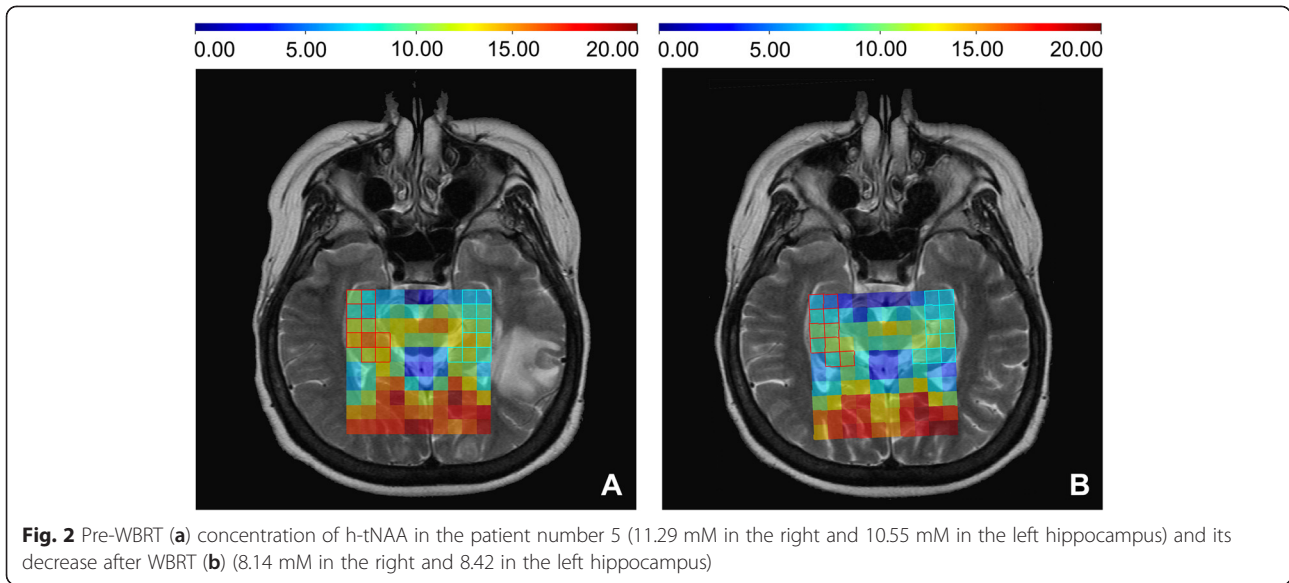 0.00 5.00 10.00 15.00 20.00
0.00 5.00 10.00 15.00 20.00
A
B
Fig. 2 Pre-WBRT (a) concentration of h-tNAA in the patient number 5 (11.29 mM in the right and 10.55 mM in the left hippocampus) and its
decrease after WBRT (b) (8.14 mM in the right and 8.42 in the left hippocampus)